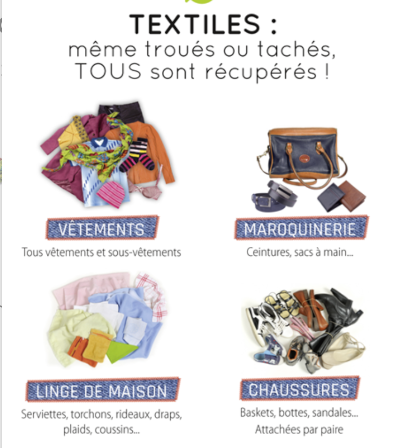 TEXTILES :
même troués ou tachés,
TOUS sont récupérés !
VÊTEMENTS
Tous vêtements et sous-vêtements
MAROQUINERIE
Ceintures, sacs à main...
LINGE DE MAISON
Serviettes, torchons, rideaux, draps,
plaids, coussins...
CHAUSSURES
Baskets, bottes, sandales...
Attachées par paire